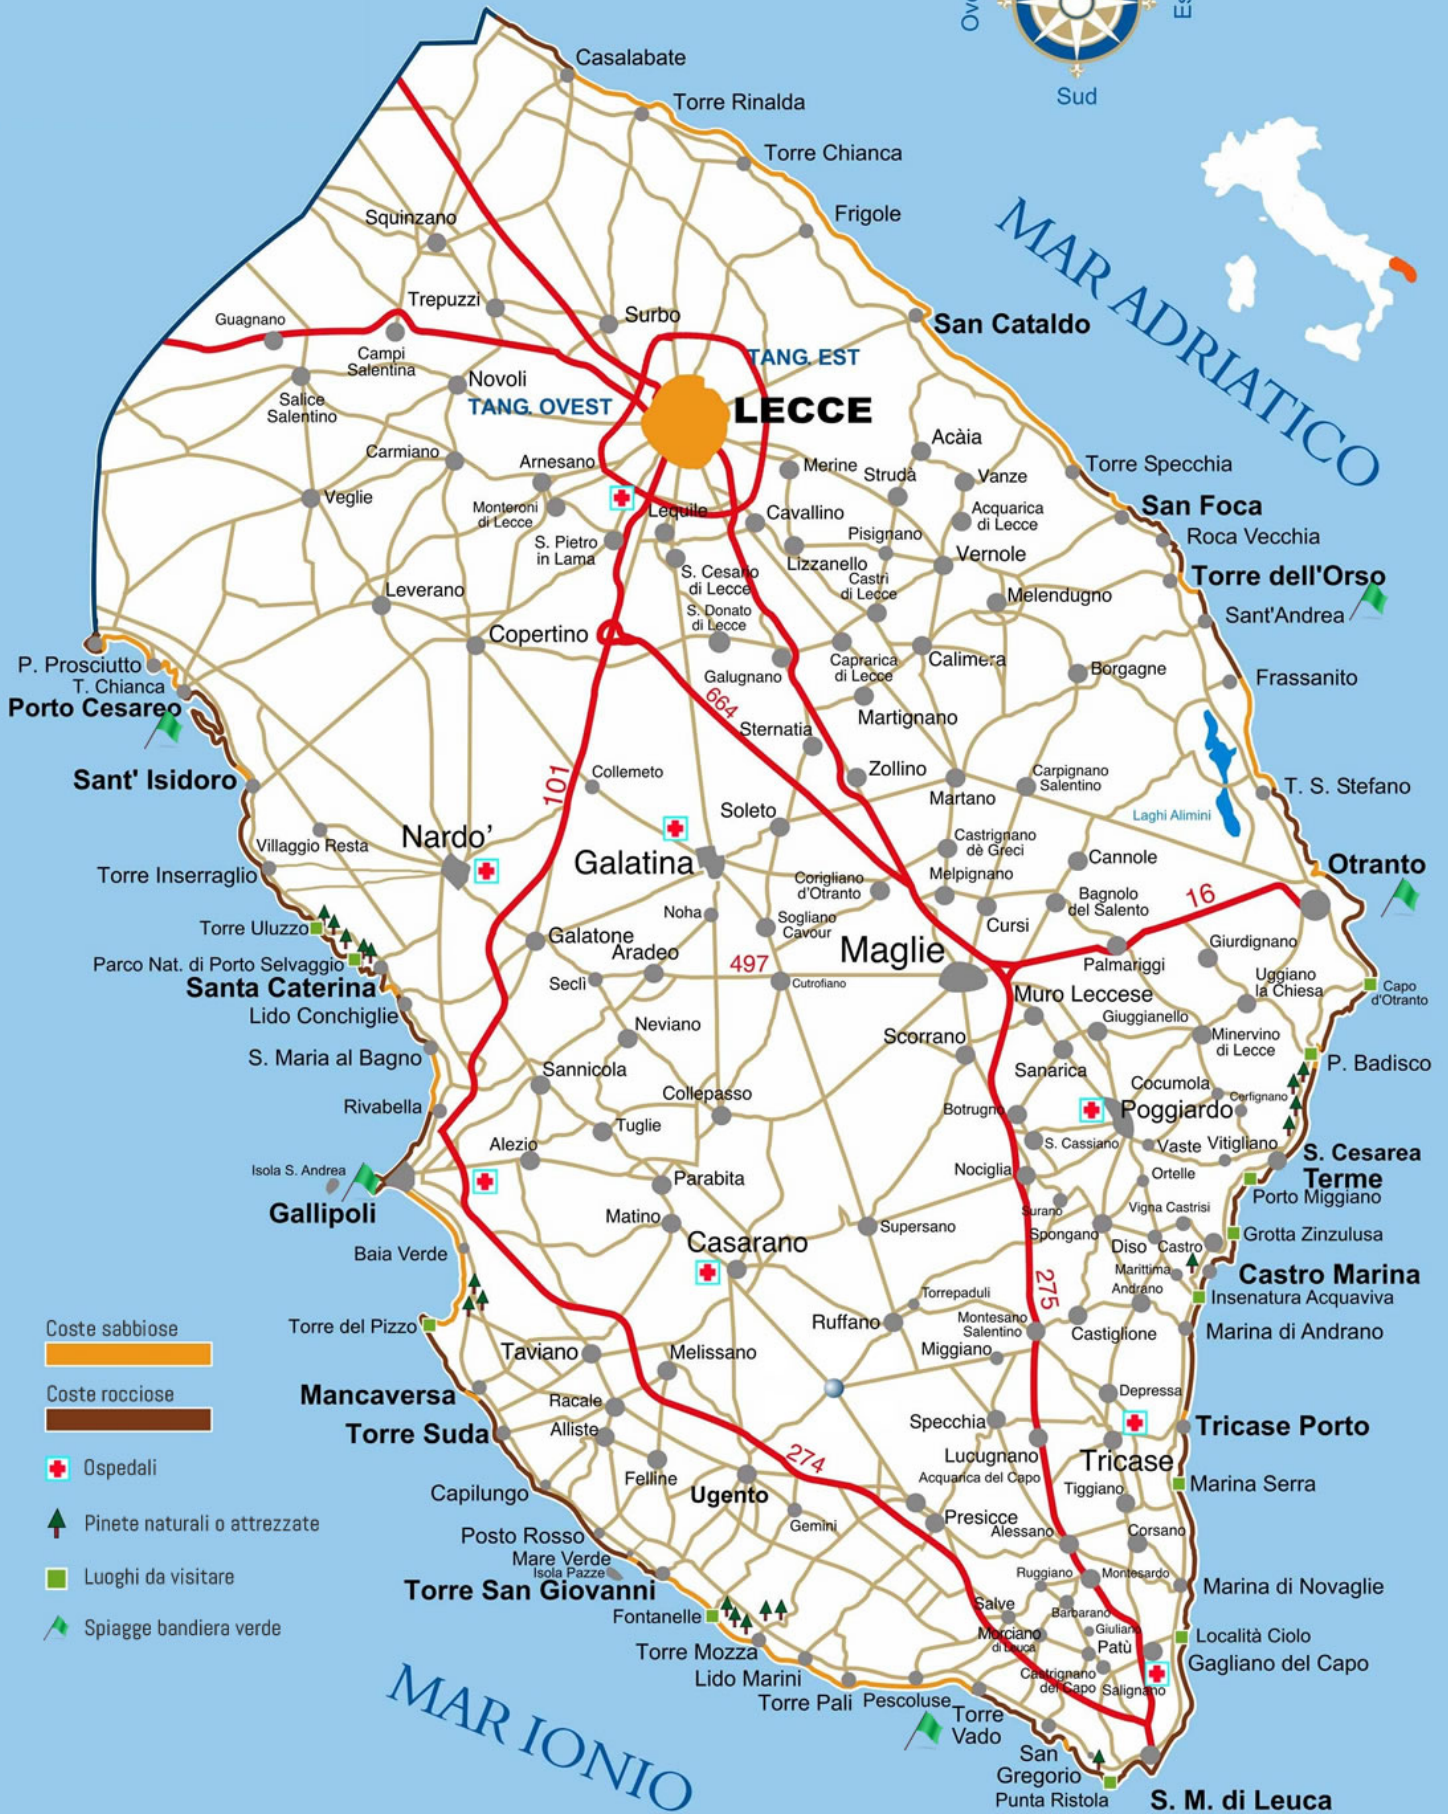 Ove
Es
Sud
Casalabate
Torre Rinalda
Torre Chianca
Frigole
MAR ADRIATICO
Squinzano
Trepuzzi
Surbo
San Cataldo
Guagnano
Campi
Salentina
TANG. EST
Novoli
TANG. OVEST
LECCE
Salice
Salentino
Acàia
Carmiano
Arnesano
Merine
Strudà
Vanze
Torre Specchia
Veglie
Monteroni
di Lecce
Lequile
Cavallino
Acquarica
di Lecce
San Foca
Roca Vecchia
S. Pietro
in Lama
Pisignano
Lizzanello
Vernole
S. Cesario
di Lecce
Castri
di Lecce
Torre dell'Orso
Leverano
Melendugno
Sant'Andrea
S. Donato
di Lecce
Copertino
Galugnano
Caprarica
di Lecce
Calimera
Borgagne
Frassanito
P. Prosciutto
T. Chianca
Porto Cesareo
664
Martignano
Sternatia
Sant' Isidoro
101
Collemeto
Zollino
Martano
Carpignano
Salentino
T. S. Stefano
Laghi Alimini
Soleto
Nardo'
Villaggio Resta
Galatina
Castrignano
dè Greci
Cannole
Otranto
Torre Inserraglio
Corigliano
d'Otranto
Melpignano
Bagnolo
del Salento
16
Noha
Sogliano
Cavour
Cursi
Torre Uluzzo
Galatone
Aradeo
Maglie
Giurdignano
Parco Nat. di Porto Selvaggio
497
Palmariggi
Santa Caterina
Seclì
Cutrofiano
Uggiano
la Chiesa
Capo
d'Otranto
Lido Conchiglie
Muro Leccese
Neviano
Giuggianello
Scorrano
Minervino
di Lecce
S. Maria al Bagno
Sannicola
Sanarica
P. Badisco
Collepasso
Cocumola
Cerfignano
Rivabella
Botrugno
Poggiardo
Tuglie
Alezio
S. Cassiano
Vaste
Vitigliano
S. Cesarea
Terme
Isola S. Andrea
Nociglia
Ortelle
Parabita
Porto Miggiano
Gallipoli
Surano
Vigna Castrisi
Matino
Supersano
Spongano
Grotta Zinzulusa
Casarano
Diso
Castro
Baia Verde
Marittima
Castro Marina
275
Andrano
Insenatura Acquaviva
Torrepaduli
Ruffano
Montesano
Salentino
Castiglione
Marina di Andrano
Coste sabbiose
Torre del Pizzo
Taviano
Melissano
Miggiano
Coste rocciose
Mancaversa
Depressa
Racale
Specchia
Tricase Porto
Torre Suda
Alliste
Lucugnano
Tricase
Ospedali
274
Felline
Acquarica del Capo
Marina Serra
Capilungo
Ugento
Tiggiano
Pinete naturali o attrezzate
Gemini
Presicce
Posto Rosso
Alessano
Corsano
Mare Verde
Isola Pazze
Luoghi da visitare
Torre San Giovanni
Ruggiano
Montesardo
Marina di Novaglie
Salve
Barbarano
Spiagge bandiera verde
Fontanelle
Morciano
di Leuca
Giuliano
Località Ciolo
Torre Mozza
Patù
Gagliano del Capo
Lido Marini
Castrignano
del Capo
Salignano
Torre Pali
Pescoluse
Torre
Vado
MAR IONIO
San
Gregorio
Punta Ristola
S. M. di Leuca